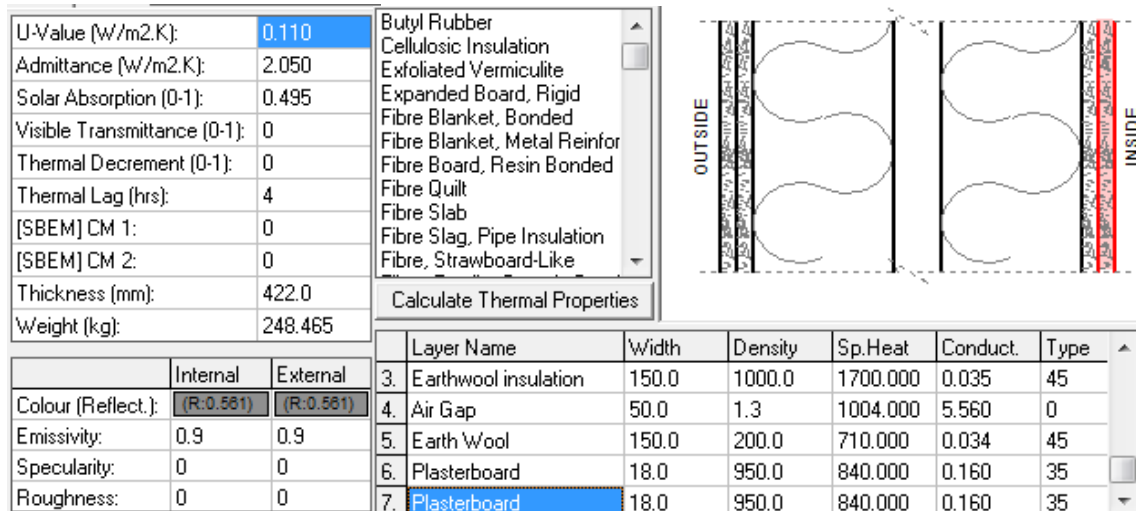 U-Value (W/m2.K): 0.110
Admittance (W/m2.K): 2.050
Solar Absorption (0-1): 0.495
Visible Transmittance (0-1): 0
Thermal Decrement (0-1): 0
Thermal Lag (hrs): 4
[SBEM] CM 1: 0
[SBEM] CM 2: 0
Thickness (mm): 422.0
Weight (kg): 248.465
Internal External
Colour (Reflect.): (R:0.561) (R:0.561)
Emissivity: 0.9 0.9
Specularity: 0 0
Roughness: 0 0
Butyl Rubber
Cellulosic Insulation
Exfoliated Vermiculite
Expanded Board, Rigid
Fibre Blanket, Bonded
Fibre Blanket, Metal Reinfor
Fibre Board, Resin Bonded
Fibre Quilt
Fibre Slab
Fibre Slag, Pipe Insulation
Fibre, Strawboard-Like
Calculate Thermal Properties
OUTSIDE
INSIDE
Layer Name Width Density Sp.Heat Conduct. Type
3. Earthwool insulation 150.0 1000.0 1700.000 0.035 45
4. Air Gap 50.0 1.3 1004.000 5.560 0
5. Earth Wool 150.0 200.0 710.000 0.034 45
6. Plasterboard 18.0 950.0 840.000 0.160 35
7. Plasterboard 18.0 950.0 840.000 0.160 35